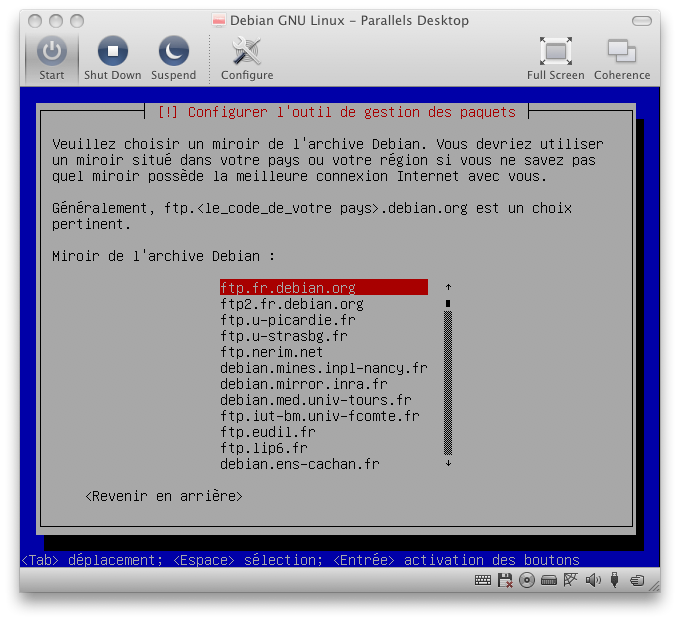 Debian GNU Linux – Parallels Desktop
Start Shut Down Suspend Configure Full Screen Coherence
[!] Configurer l'outil de gestion des paquets
Veuillez choisir un miroir de l'archive Debian. Vous devriez utiliser
un miroir situé dans votre pays ou votre région si vous ne savez pas
quel miroir possède la meilleure connexion Internet avec vous.
Généralement, ftp.<le_code_de_votre pays>.debian.org est un choix
pertinent.
Miroir de l'archive Debian :
ftp.fr.debian.org
ftp2.fr.debian.org
ftp.u-picardie.fr
ftp.u-strasbg.fr
ftp.nerim.net
debian.mines.inpl-nancy.fr
debian.mirror.inra.fr
debian.med.univ-tours.fr
ftp.iut-bm.univ-fcomte.fr
ftp.eudil.fr
ftp.lip6.fr
debian.ens-cachan.fr
<Revenir en arrière>
<Tab> déplacement; <Espace> sélection; <Entrée> activation des boutons